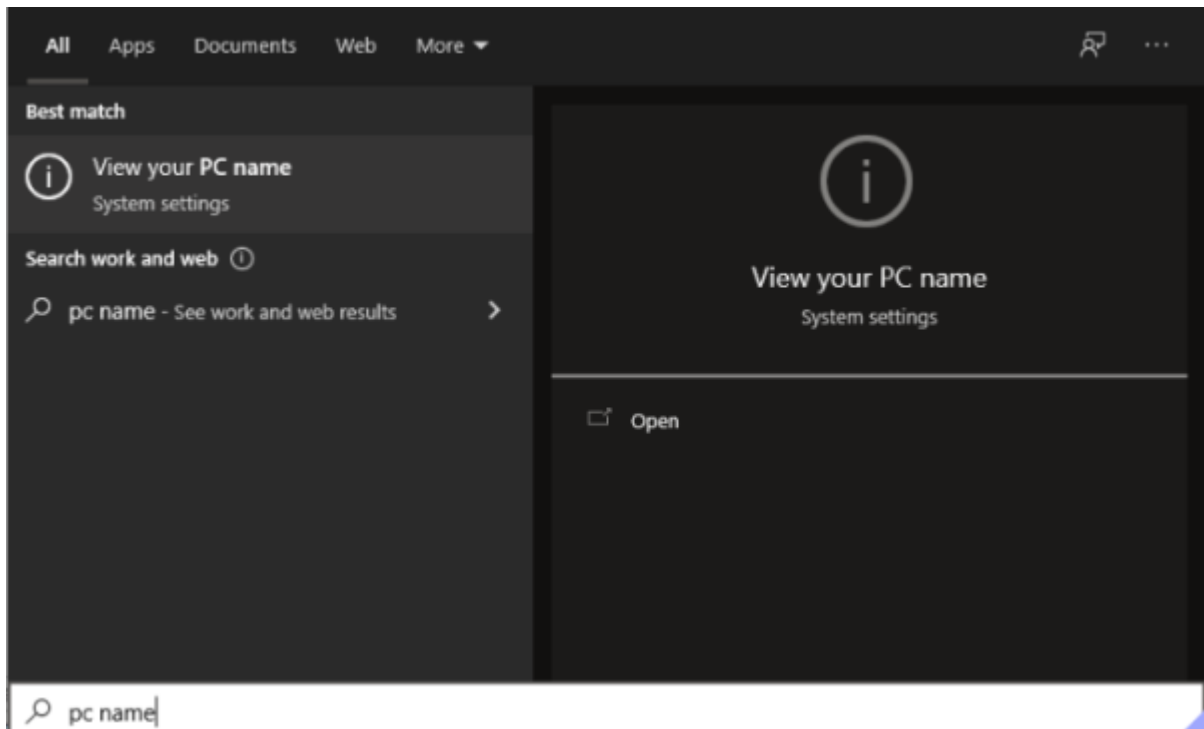 All Apps Documents Web More
Best match
View your PC name
System settings
Search work and web
pc name - See work and web results
View your PC name
System settings
Open
pc name